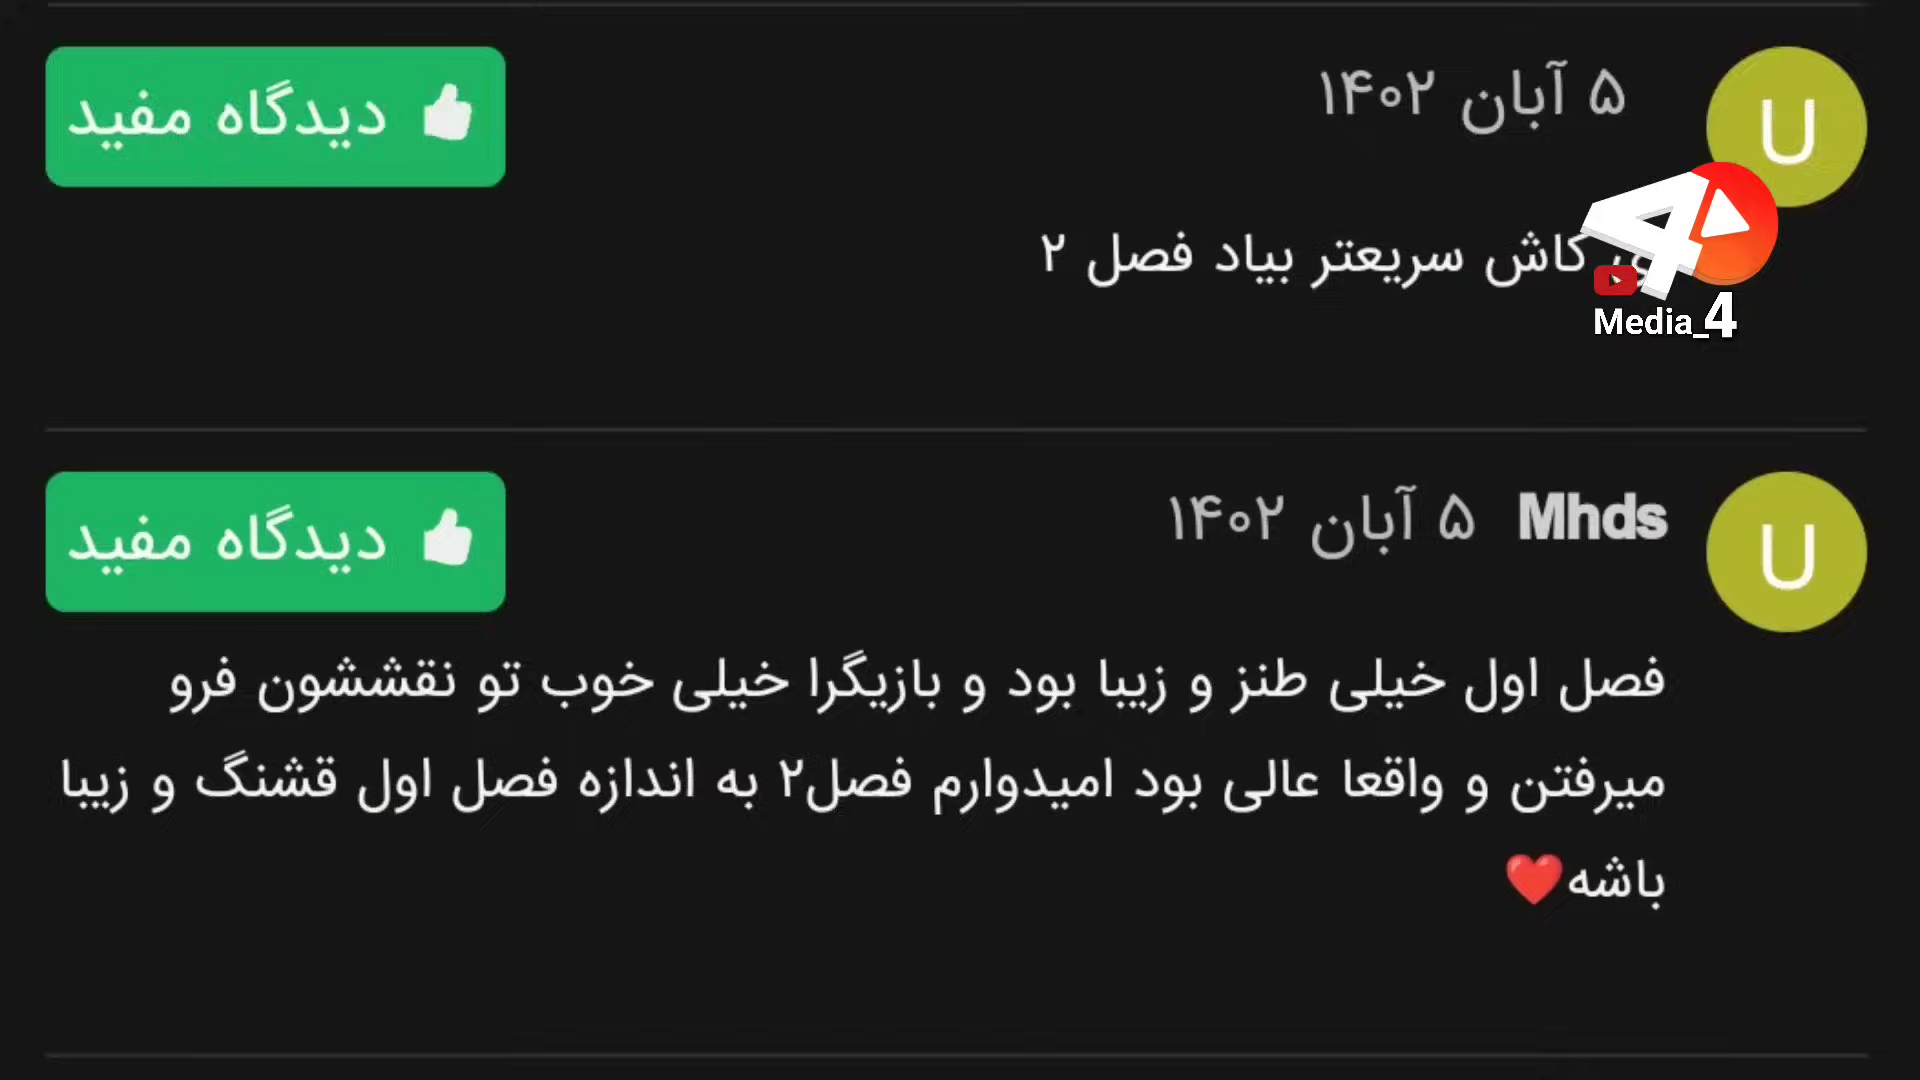 ۵ آبان ۱۴۰۲
دیدگاه مفید
کاش سریعتر بیاد فصل ۲
Media_4
Mhds ۵ آبان ۱۴۰۲
دیدگاه مفید
فصل اول خیلی طنز و زیبا بود و بازیگرا خیلی خوب تو نقششون فرو
میرفتن و واقعا عالی بود امیدوارم فصل۲ به اندازه فصل اول قشنگ و زیبا
باشه❤️
U
4
U